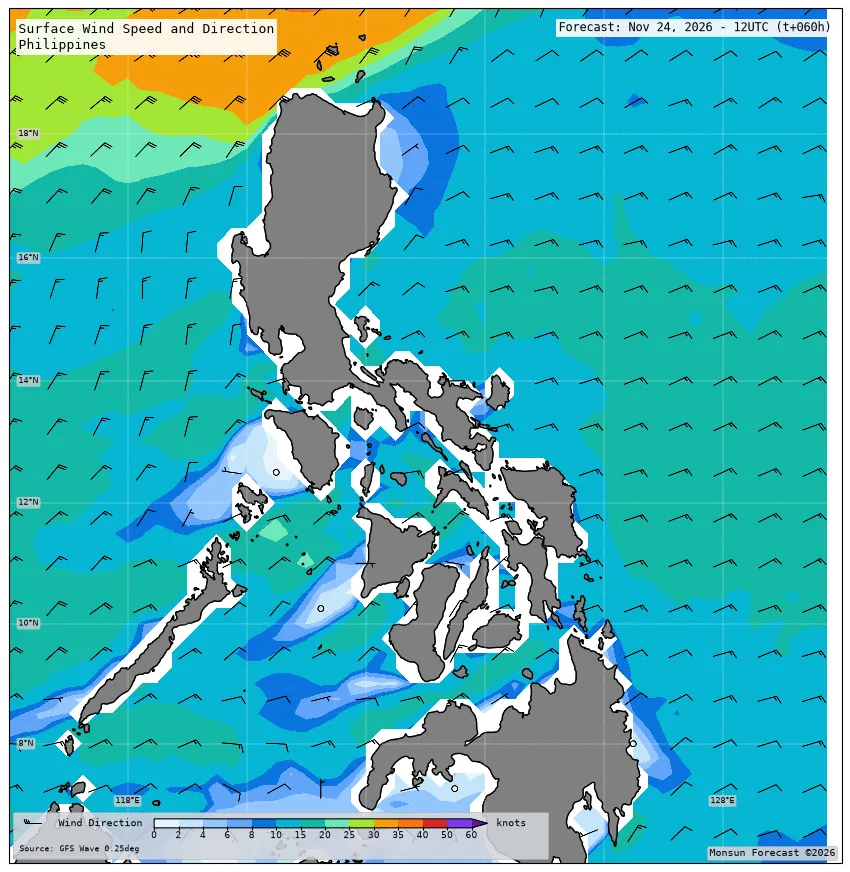 Surface Wind Speed and Direction
Philippines
Forecast: Nov 24, 2026 - 12UTC (t+060h)
18°N
16°N
14°N
12°N
10°N
8°N
118°E
128°E
Wind Direction
0 2 4 6 8 10 15 20 25 30 35 40 50 60 knots
Source: GFS Wave 0.25deg
Monsun Forecast ©2026